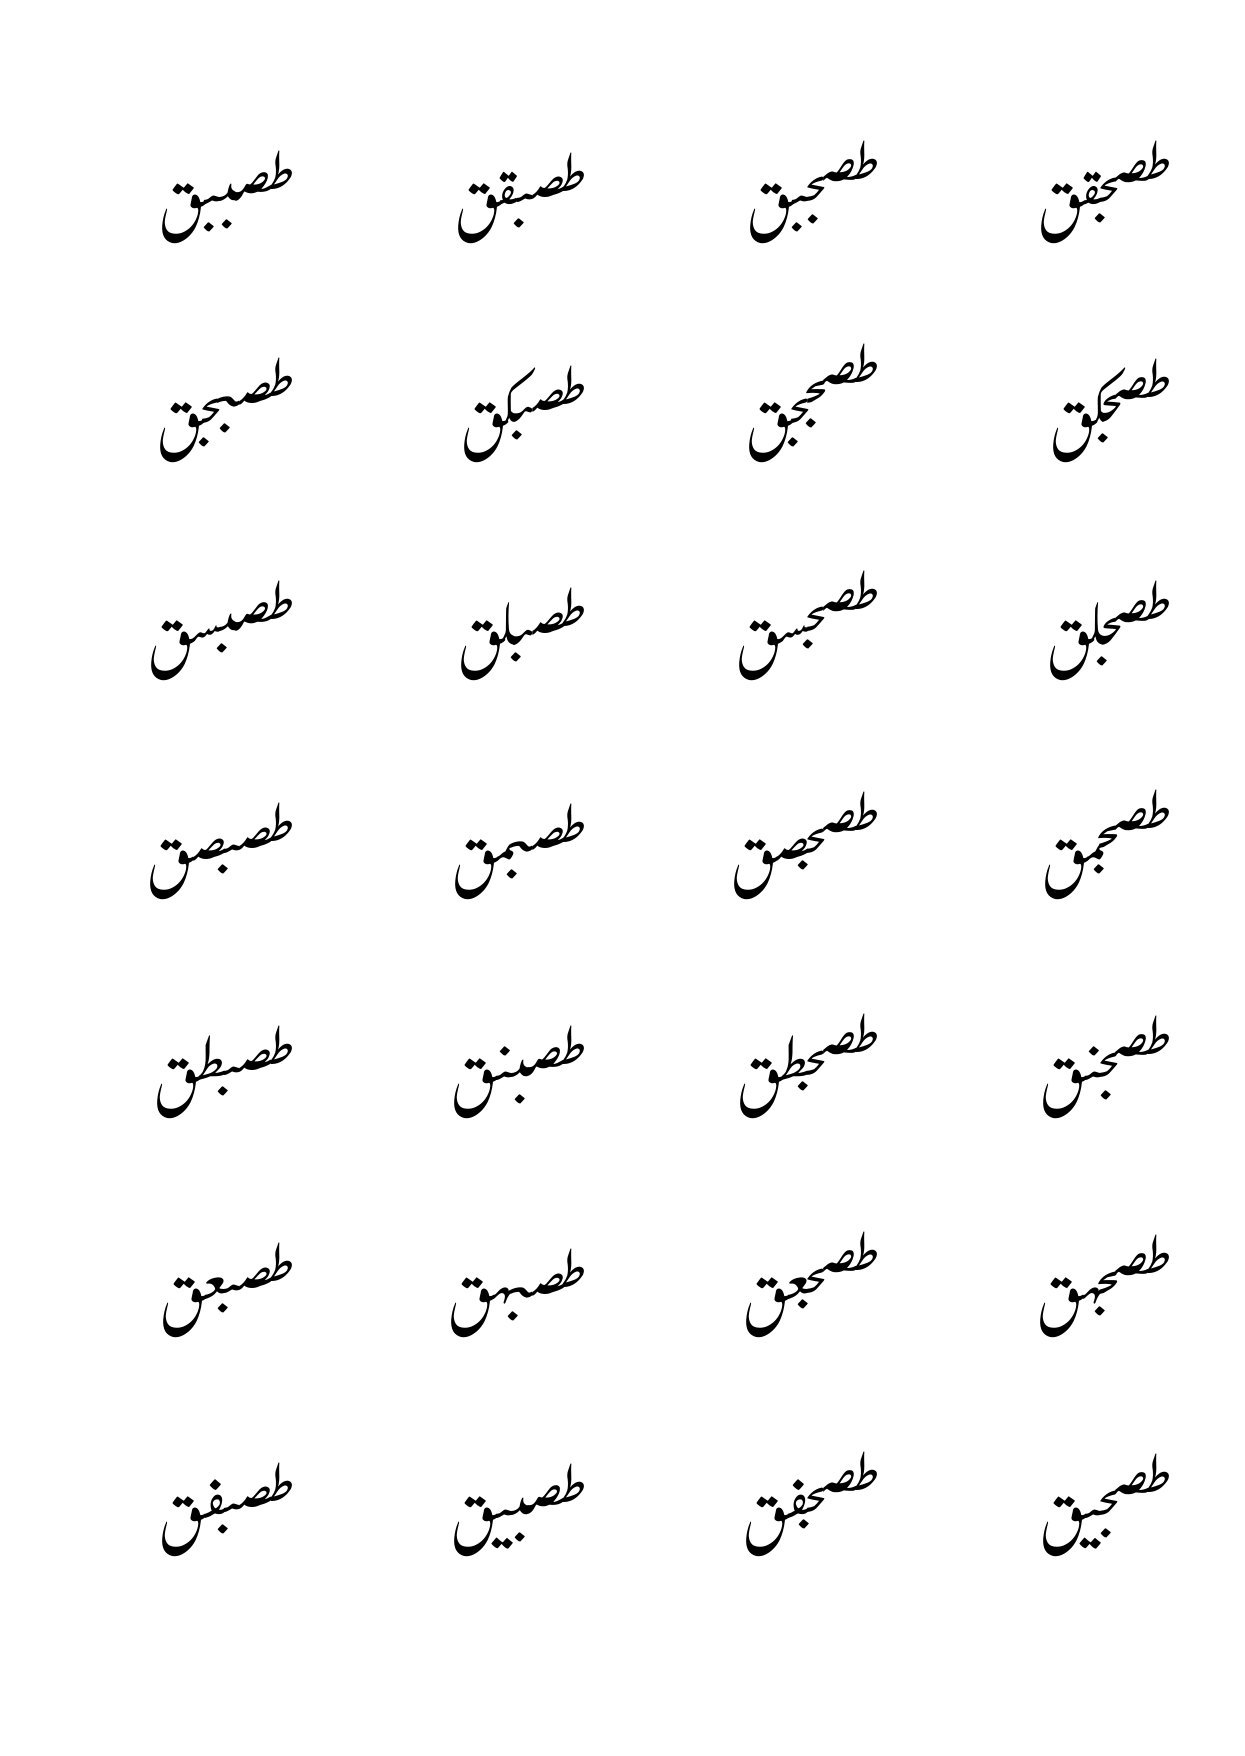 طصجقق طصجبق طصبقق طصببق
طصجكق طصججق طصبكق طصبجق
طصجلق طصجسق طصبلق طصبسق
طصجمق طصجصق طصبمق طصبصق
طصجنق طصجطق طصبنق طصبطق
طصجهق طصجعق طصبهق طصبعق
طصجيق طصجفق طصبيق طصبفق